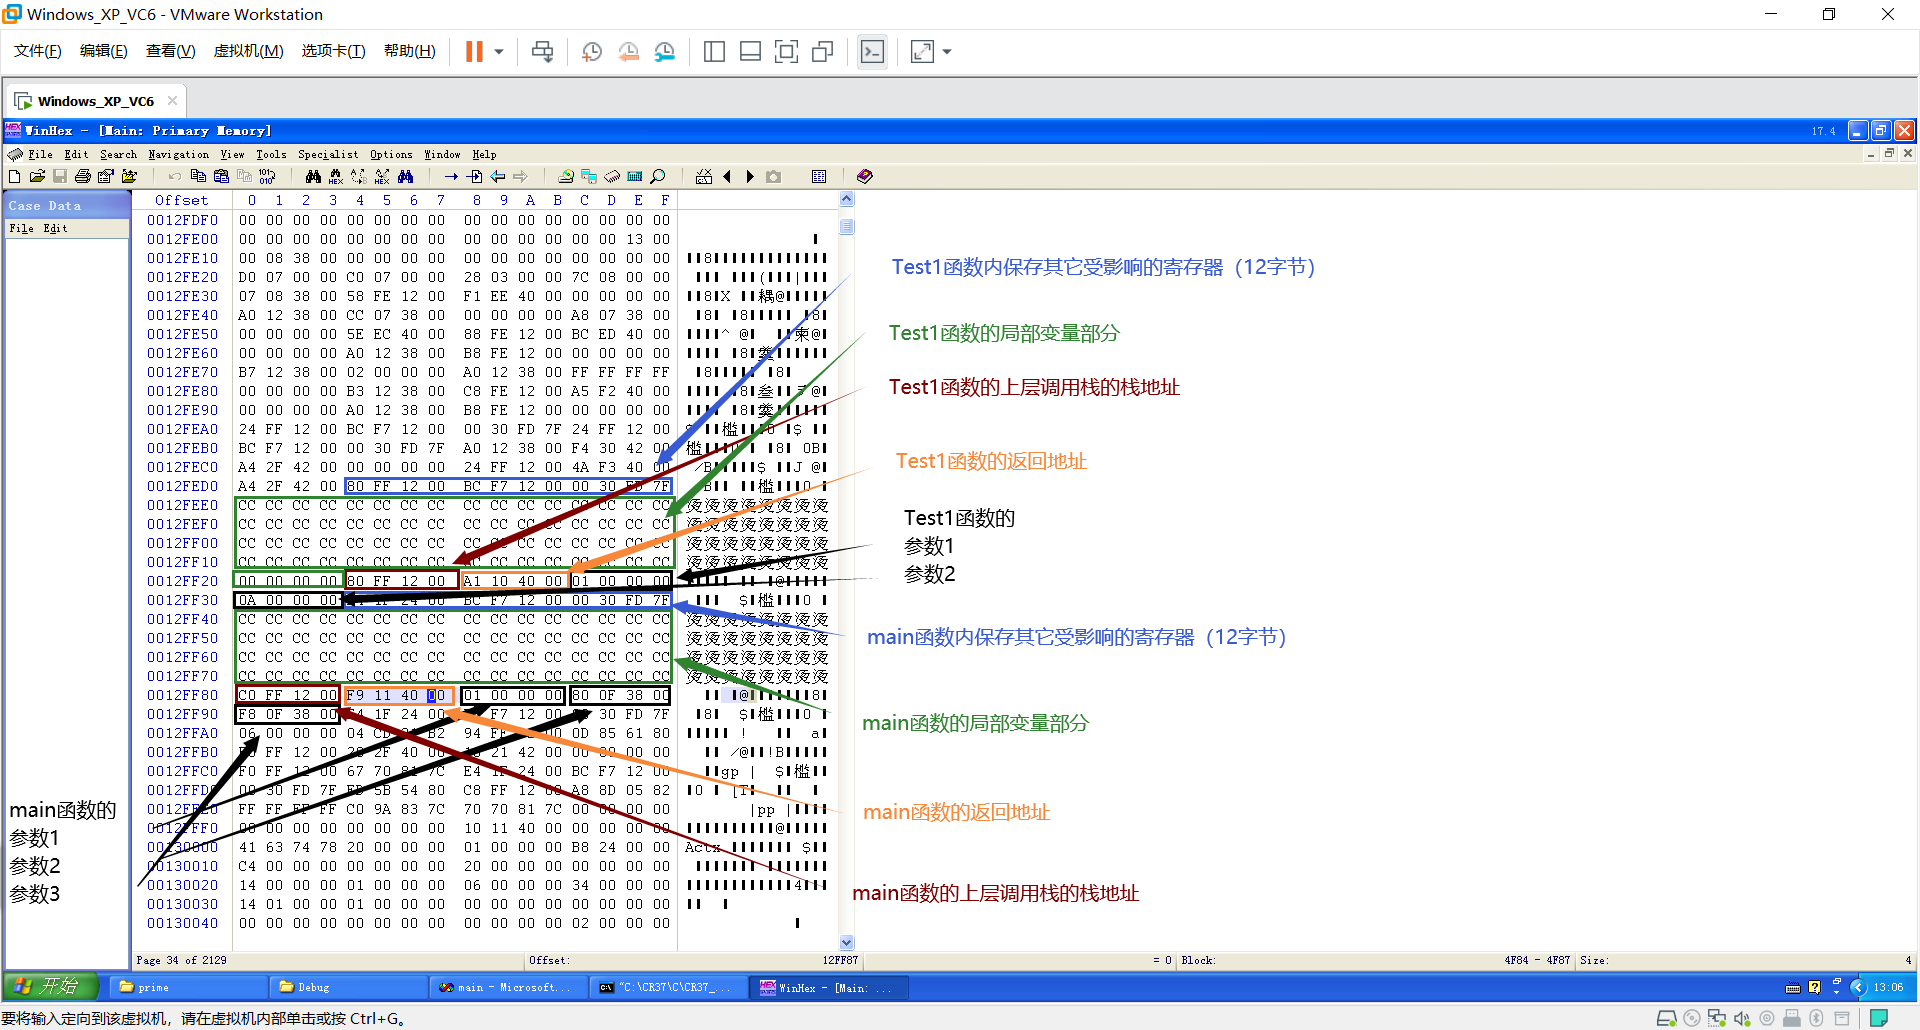 Windows_XP_VC6 - VMware Workstation
文件(F) 编辑(E) 查看(V) 虚拟机(M) 选项卡(T) 帮助(H)
Windows_XP_VC6
WinHex - [Main: Primary Memory]
17.4
File Edit Search Navigation View Tools Specialist Options Window Help
Case Data
File Edit
Offset 0 1 2 3 4 5 6 7 8 9 A B C D E F
0012FDF0 00 00 00 00 00 00 00 00 00 00 00 00 00 00 00 00
0012FE00 00 00 00 00 00 00 00 00 00 00 00 00 00 00 13 00
0012FE10 00 08 38 00 00 00 00 00 00 00 00 00 00 00 00 00
0012FE20 D0 07 00 00 C0 07 00 00 28 03 00 00 7C 08 00 00
0012FE30 07 08 38 00 58 FE 12 00 F1 EE 40 00 00 00 00 00
0012FE40 A0 12 38 00 CC 07 38 00 00 00 00 00 A8 07 38 00
0012FE50 00 00 00 00 5E EC 40 00 88 FE 12 00 BC ED 40 00
0012FE60 00 00 00 00 A0 12 38 00 B8 FE 12 00 00 00 00 00
0012FE70 B7 12 38 00 02 00 00 00 A0 12 38 00 FF FF FF FF
0012FE80 00 00 00 00 B3 12 38 00 C8 FE 12 00 A5 F2 40 00
0012FE90 00 00 00 00 A0 12 38 00 B8 FE 12 00 00 00 00 00
0012FEA0 24 FF 12 00 BC F7 12 00 00 30 FD 7F 24 FF 12 00
0012FEB0 BC F7 12 00 00 30 FD 7F A0 12 38 00 F4 30 42 00
0012FEC0 A4 2F 42 00 00 00 00 00 24 FF 12 00 4A F3 40 00
0012FED0 A4 2F 42 00 80 FF 12 00 BC F7 12 00 00 30 FD 7F
0012FEE0 CC CC CC CC CC CC CC CC CC CC CC CC CC CC CC CC
0012FEF0 CC CC CC CC CC CC CC CC CC CC CC CC CC CC CC CC
0012FF00 CC CC CC CC CC CC CC CC CC CC CC CC CC CC CC CC
0012FF10 CC CC CC CC CC CC CC CC CC CC CC CC CC CC CC CC
0012FF20 00 00 00 00 80 FF 12 00 A1 10 40 00 01 00 00 00
0012FF30 0A 00 00 00 1F 24 00 BC F7 12 00 00 30 FD 7F
0012FF40 CC CC CC CC CC CC CC CC CC CC CC CC CC CC CC CC
0012FF50 CC CC CC CC CC CC CC CC CC CC CC CC CC CC CC CC
0012FF60 CC CC CC CC CC CC CC CC CC CC CC CC CC CC CC CC
0012FF70 CC CC CC CC CC CC CC CC CC CC CC CC CC CC CC CC
0012FF80 C0 FF 12 00 F9 11 40 00 01 00 00 00 80 0F 38 00
0012FF90 F8 0F 38 00 1F 24 00 F7 12 00 30 FD 7F
0012FFA0 06 00 00 00 04 CD B2 94 00 0D 85 61 80
0012FFB0 FF 12 00 2F 40 00 21 42 00 00 00 00 00
0012FFC0 F0 FF 12 00 67 70 81 7C E4 1F 24 00 BC F7 12 00
0012FFD0 00 30 FD 7F 5B 54 80 C8 FF 12 00 A8 8D 05 82
FF FF FF FF C0 9A 83 7C 70 70 81 7C 00 00 00 00
00 00 00 00 00 00 00 00 10 11 40 00 00 00 00 00
00130000 41 63 74 78 20 00 00 00 01 00 00 00 B8 24 00 00
00130010 C4 00 00 00 00 00 00 00 20 00 00 00 00 00 00 00
00130020 14 00 00 00 01 00 00 00 06 00 00 00 34 00 00 00
00130030 14 01 00 00 01 00 00 00 00 00 00 00 00 00 00 00
00130040 00 00 00 00 00 00 00 00 00 00 00 00 02 00 00 00
Test1函数内保存其它受影响的寄存器（12字节）
Test1函数的局部变量部分
Test1函数的上层调用栈的栈地址
Test1函数的返回地址
Test1函数的
参数1
参数2
main函数内保存其它受影响的寄存器（12字节）
main函数的局部变量部分
main函数的返回地址
main函数的上层调用栈的栈地址
main函数的
参数1
参数2
参数3
Page 34 of 2129 Offset: 12FF87 = 0 Block: 4F84 - 4F87 Size: 4
开始 prime Debug main - Microsoft... "C:\CR37\C\CR37_... WinHex - [Main: ... 13:06
要将输入定向到该虚拟机，请在虚拟机内部单击或按 Ctrl+G。